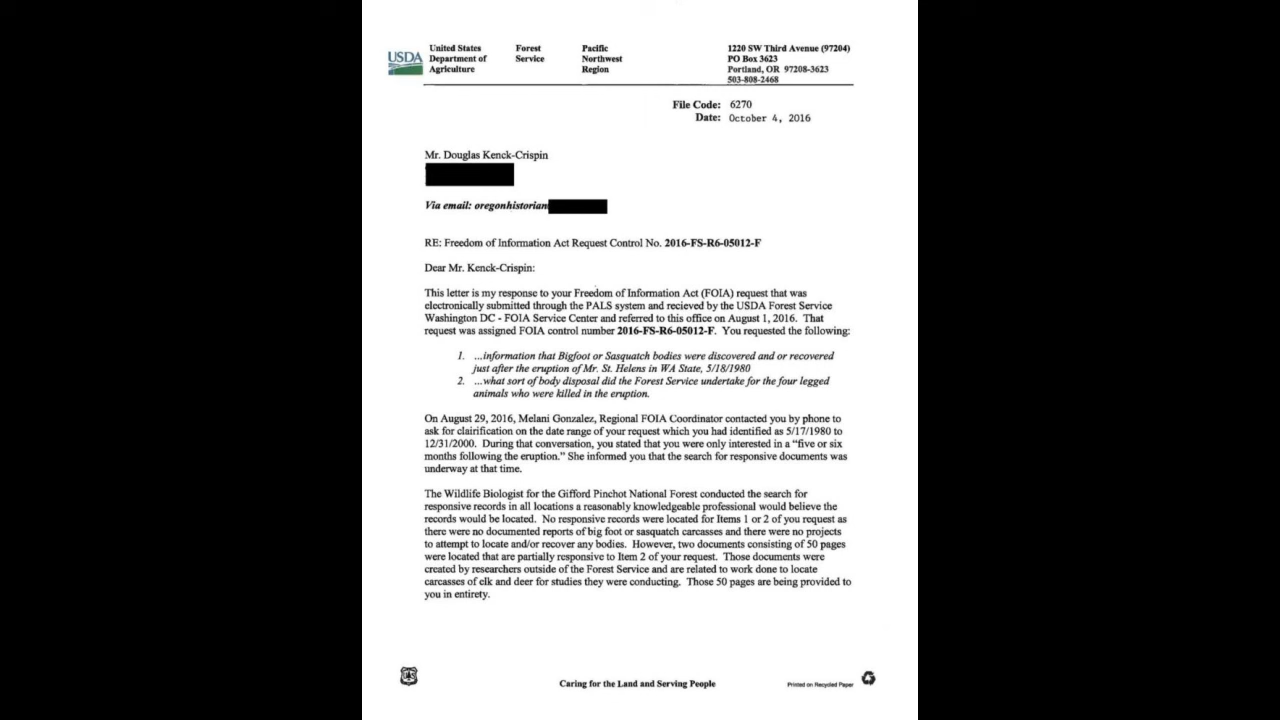 USDA
United States
Department of
Agriculture
Forest
Service
Pacific
Northwest
Region
1220 SW Third Avenue (97204)
PO Box 3623
Portland, OR 97208-3623
503-808-2468
File Code: 6270
Date: October 4, 2016
Mr. Douglas Kenck-Crispin
Via email: oregonhistorian
RE: Freedom of Information Act Request Control No. 2016-FS-R6-05012-F
Dear Mr. Kenck-Crispin:
This letter is my response to your Freedom of Information Act (FOIA) request that was
electronically submitted through the PALS system and recieved by the USDA Forest Service
Washington DC - FOIA Service Center and referred to this office on August 1, 2016. That
request was assigned FOIA control number 2016-FS-R6-05012-F. You requested the following:
1. ...information that Bigfoot or Sasquatch bodies were discovered and or recovered
just after the eruption of Mr. St. Helens in WA State, 5/18/1980
2. ...what sort of body disposal did the Forest Service undertake for the four legged
animals who were killed in the eruption.
On August 29, 2016, Melani Gonzalez, Regional FOIA Coordinator contacted you by phone to
ask for clairification on the date range of your request which you had identified as 5/17/1980 to
12/31/2000. During that conversation, you stated that you were only interested in a "five or six
months following the eruption." She informed you that the search for responsive documents was
underway at that time.
The Wildlife Biologist for the Gifford Pinchot National Forest conducted the search for
responsive records in all locations a reasonably knowledgeable professional would believe the
records would be located. No responsive records were located for Items 1 or 2 of you request as
there were no documented reports of big foot or sasquatch carcasses and there were no projects
to attempt to locate and/or recover any bodies. However, two documents consisting of 50 pages
were located that are partially responsive to Item 2 of your request. Those documents were
created by researchers outside of the Forest Service and are related to work done to locate
carcasses of elk and deer for studies they were conducting. Those 50 pages are being provided to
you in entirety.
Caring for the Land and Serving People
Printed on Recycled Paper